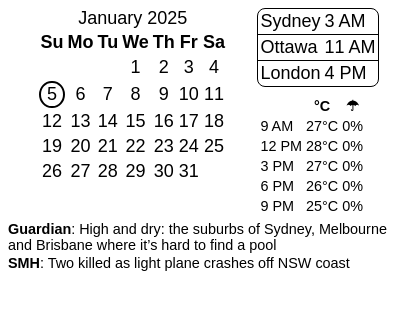 January 2025
Su Mo Tu We Th Fr Sa
1 2 3 4
5 6 7 8 9 10 11
12 13 14 15 16 17 18
19 20 21 22 23 24 25
26 27 28 29 30 31
Sydney 3 AM
Ottawa 11 AM
London 4 PM
°C ☂
9 AM 27°C 0%
12 PM 28°C 0%
3 PM 27°C 0%
6 PM 26°C 0%
9 PM 25°C 0%
Guardian: High and dry: the suburbs of Sydney, Melbourne
and Brisbane where it’s hard to find a pool
SMH: Two killed as light plane crashes off NSW coast